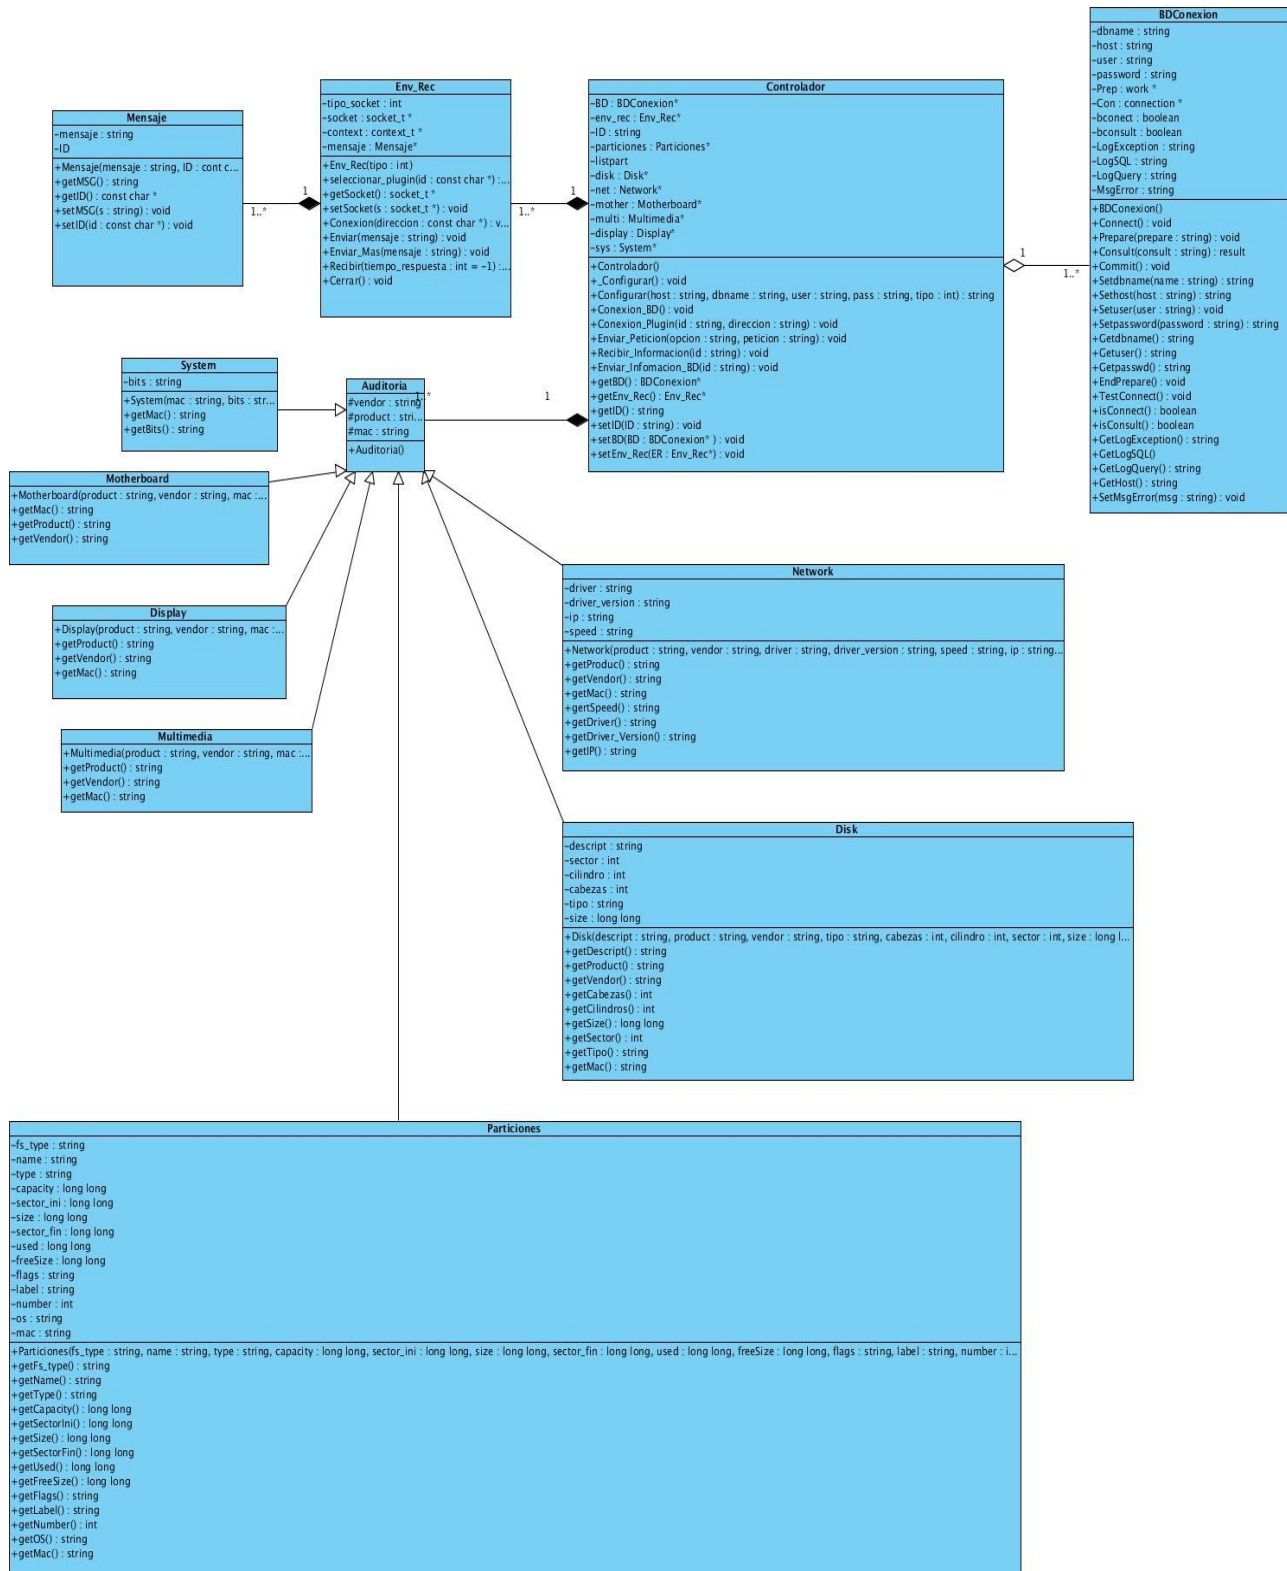 Mensaje
-mensaje : string
-ID
+Mensaje(mensaje : string, ID : cont c...
+getMSG() : string
+getID() : const char *
+setMSG(s : string) : void
+setID(id : const char *) : void
1..*
1
Env_Rec
-tipo_socket : int
-socket : socket_t *
-context : context_t *
-mensaje : Mensaje*
+Env_Rec(tipo : int)
+seleccionar_plugin(id : const char *) :...
+getSocket() : socket_t *
+setSocket(s : socket_t *) : void
+Conexion(direccion : const char *) : v...
+Enviar(mensaje : string) : void
+Enviar_Mas(mensaje : string) : void
+Recibir(tiempo_respuesta : int = -1) :...
+Cerrar() : void
1..*
1
Controlador
-BD : BDConexion*
-env_rec : Env_Rec*
-ID : string
-particiones : Particiones*
-listpart
-disk : Disk*
-net : Network*
-mother : Motherboard*
-multi : Multimedia*
-display : Display*
-sys : System*
+Controlador()
+_Configurar() : void
+Configurar(host : string, dbname : string, user : string, pass : string, tipo : int) : string
+Conexion_BD() : void
+Conexion_Plugin(id : string, direccion : string) : void
+Enviar_Peticion(opcion : string, peticion : string) : void
+Recibir_Informacion(id : string) : void
+Enviar_Infomacion_BD(id : string) : void
+getBD() : BDConexion*
+getEnv_Rec() : Env_Rec*
+getID() : string
+setID(ID : string) : void
+setBD(BD : BDConexion* ) : void
+setEnv_Rec(ER : Env_Rec*) : void
1
1..*
BDConexion
-dbname : string
-host : string
-user : string
-password : string
-Prep : work *
-Con : connection *
-bconect : boolean
-bconsult : boolean
-LogException : string
-LogSQL : string
-LogQuery : string
-MsgError : string
+BDConexion()
+Connect() : void
+Prepare(prepare : string) : void
+Consult(consult : string) : result
+Commit() : void
+Setdbname(name : string) : string
+Sethost(host : string) : string
+Setuser(user : string) : void
+Setpassword(password : string) : string
+Getdbname() : string
+Getuser() : string
+Getpasswd() : string
+EndPrepare() : void
+TestConnect() : void
+isConnect() : boolean
+isConsult() : boolean
+GetLogException() : string
+GetLogSQL()
+GetLogQuery() : string
+GetHost() : string
+SetMsgError(msg : string) : void
System
-bits : string
+System(mac : string, bits : str...
+getMac() : string
+getBits() : string
Auditoria
#vendor : string
#product : stri...
#mac : string
+Auditoria()
1..*
1
Motherboard
+Motherboard(product : string, vendor : string, mac :...
+getMac() : string
+getProduct() : string
+getVendor() : string
Display
+Display(product : string, vendor : string, mac :...
+getProduct() : string
+getVendor() : string
+getMac() : string
Multimedia
+Multimedia(product : string, vendor : string, mac :...
+getProduct() : string
+getVendor() : string
+getMac() : string
Network
-driver : string
-driver_version : string
-ip : string
-speed : string
+Network(product : string, vendor : string, driver : string, driver_version : string, speed : string, ip : string...
+getProduc() : string
+getVendor() : string
+getMac() : string
+gertSpeed() : string
+getDriver() : string
+getDriver_Version() : string
+getIP() : string
Disk
-descript : string
-sector : int
-cilindro : int
-cabezas : int
-tipo : string
-size : long long
+Disk(descript : string, product : string, vendor : string, tipo : string, cabezas : int, cilindro : int, sector : int, size : long l...
+getDescript() : string
+getProduct() : string
+getVendor() : string
+getCabezas() : int
+getCilindros() : int
+getSize() : long long
+getSector() : int
+getTipo() : string
+getMac() : string
Particiones
-fs_type : string
-name : string
-type : string
-capacity : long long
-sector_ini : long long
-size : long long
-sector_fin : long long
-used : long long
-freeSize : long long
-flags : string
-label : string
-number : int
-os : string
-mac : string
+Particiones(fs_type : string, name : string, type : string, capacity : long long, sector_ini : long long, size : long long, sector_fin : long long, used : long long, freeSize : long long, flags : string, label : string, number : i...
+getFs_type() : string
+getName() : string
+getType() : string
+getCapacity() : long long
+getSectorIni() : long long
+getSize() : long long
+getSectorFin() : long long
+getUsed() : long long
+getFreeSize() : long long
+getFlags() : string
+getLabel() : string
+getNumber() : int
+getOS() : string
+getMac() : string